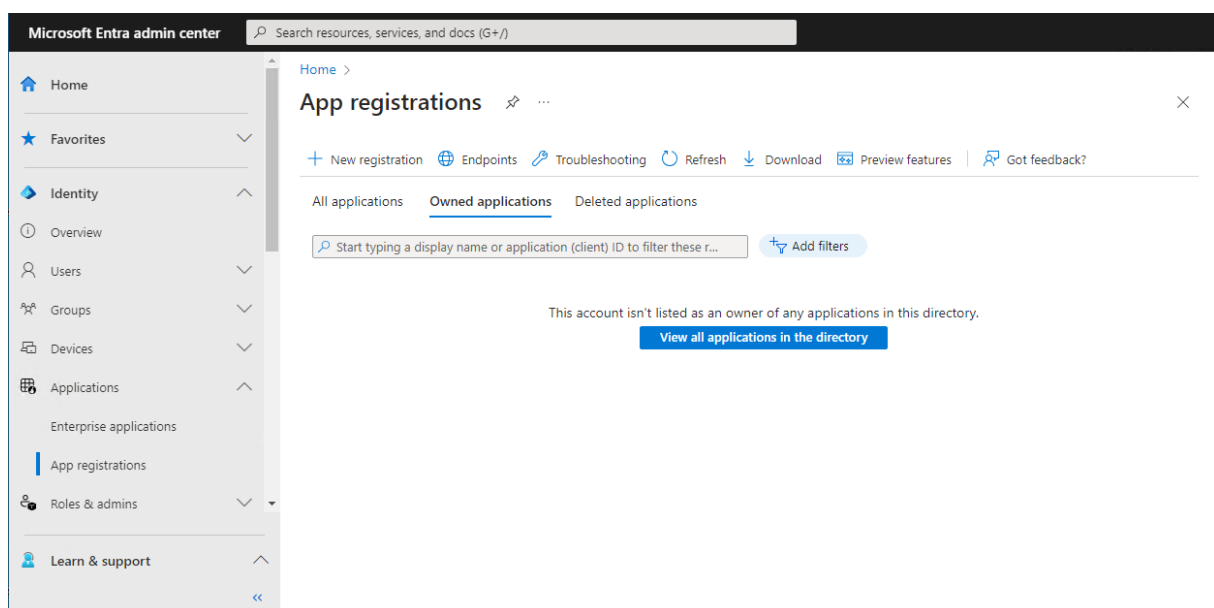 Microsoft Entra admin center
Search resources, services, and docs (G+/)
Home
Favorites
Identity
Overview
Users
Groups
Devices
Applications
Enterprise applications
App registrations
Roles & admins
Learn & support
<<
Home >
App registrations ...
New registration Endpoints Troubleshooting Refresh Download Preview features Got feedback?
All applications Owned applications Deleted applications
Start typing a display name or application (client) ID to filter these r... Add filters
This account isn't listed as an owner of any applications in this directory.
View all applications in the directory